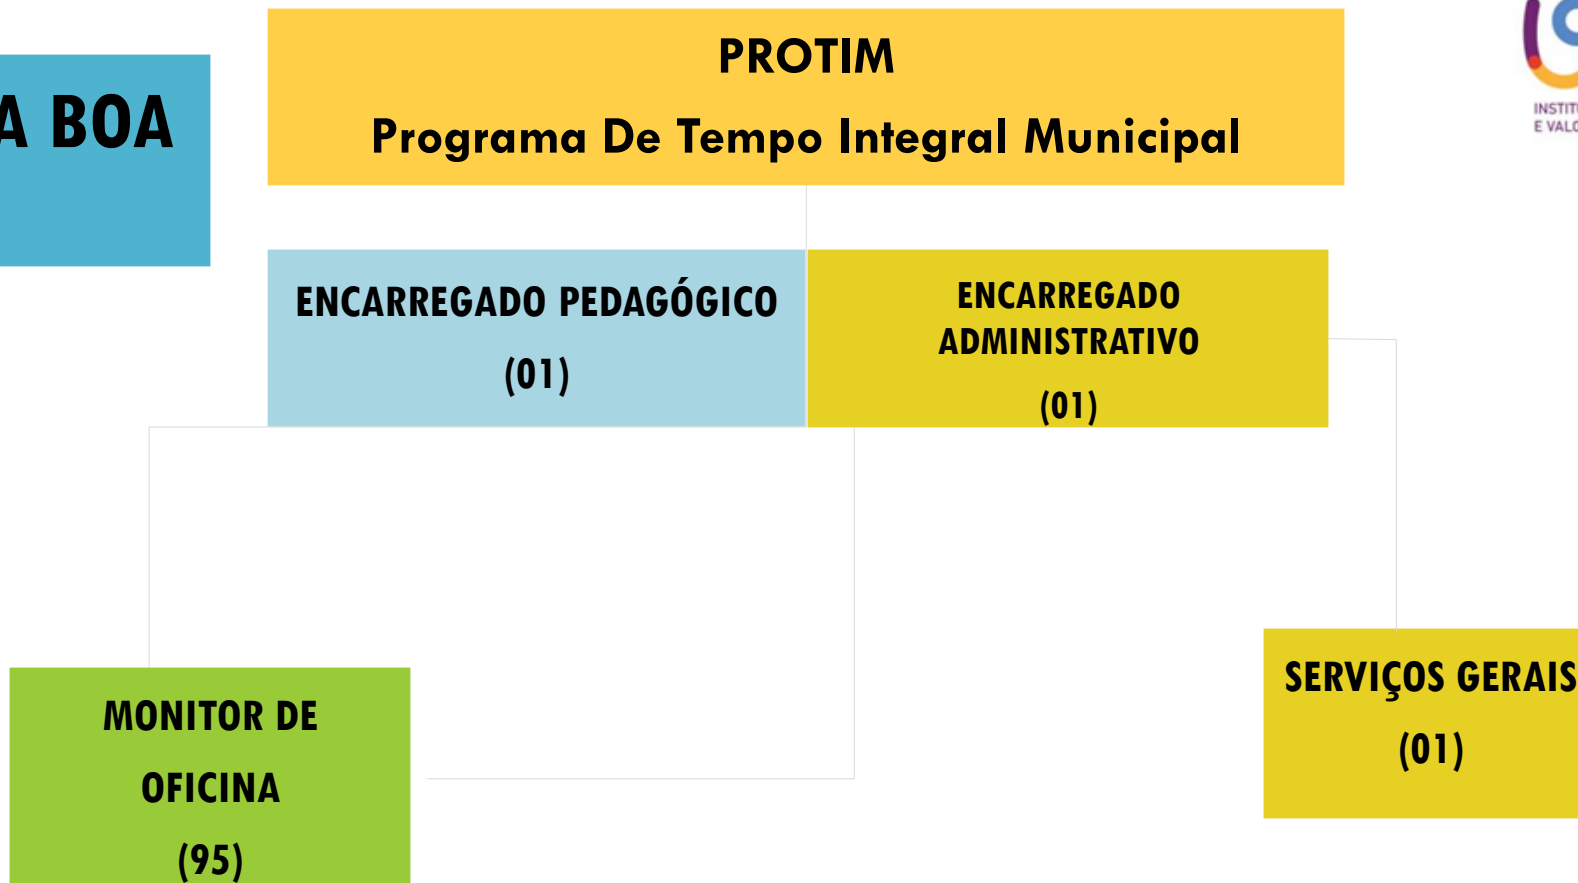 A BOA
PROTIM
Programa De Tempo Integral Municipal
E VALO
ENCARREGADO PEDAGÓGICO
(01)
ENCARREGADO
ADMINISTRATIVO
(01)
MONITOR DE
OFICINA
(95)
SERVIÇOS GERAIS
(01)